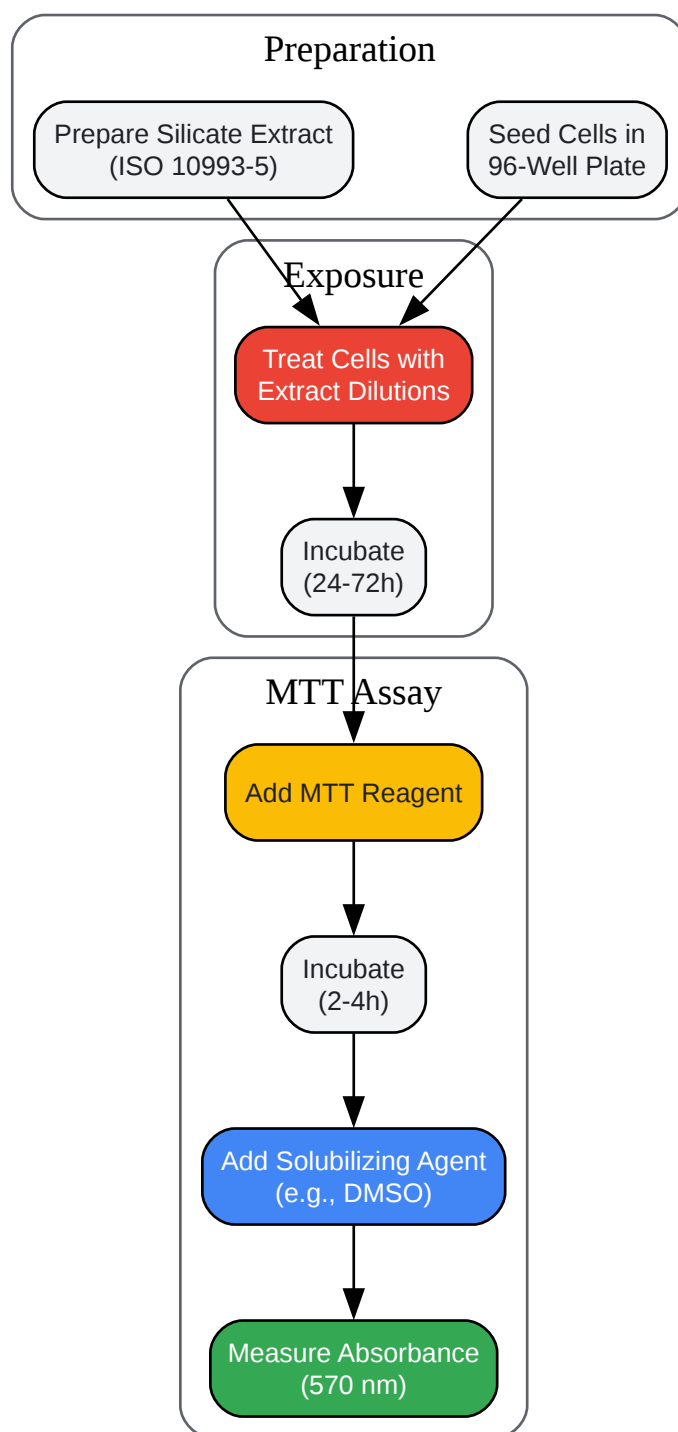 Preparation
Prepare Silicate Extract
(ISO 10993-5)
Seed Cells in
96-Well Plate
Exposure
Treat Cells with
Extract Dilutions
Incubate
(24-72h)
MTT Assay
Add MTT Reagent
Incubate
(2-4h)
Add Solubilizing Agent
(e.g., DMSO)
Measure Absorbance
(570 nm)